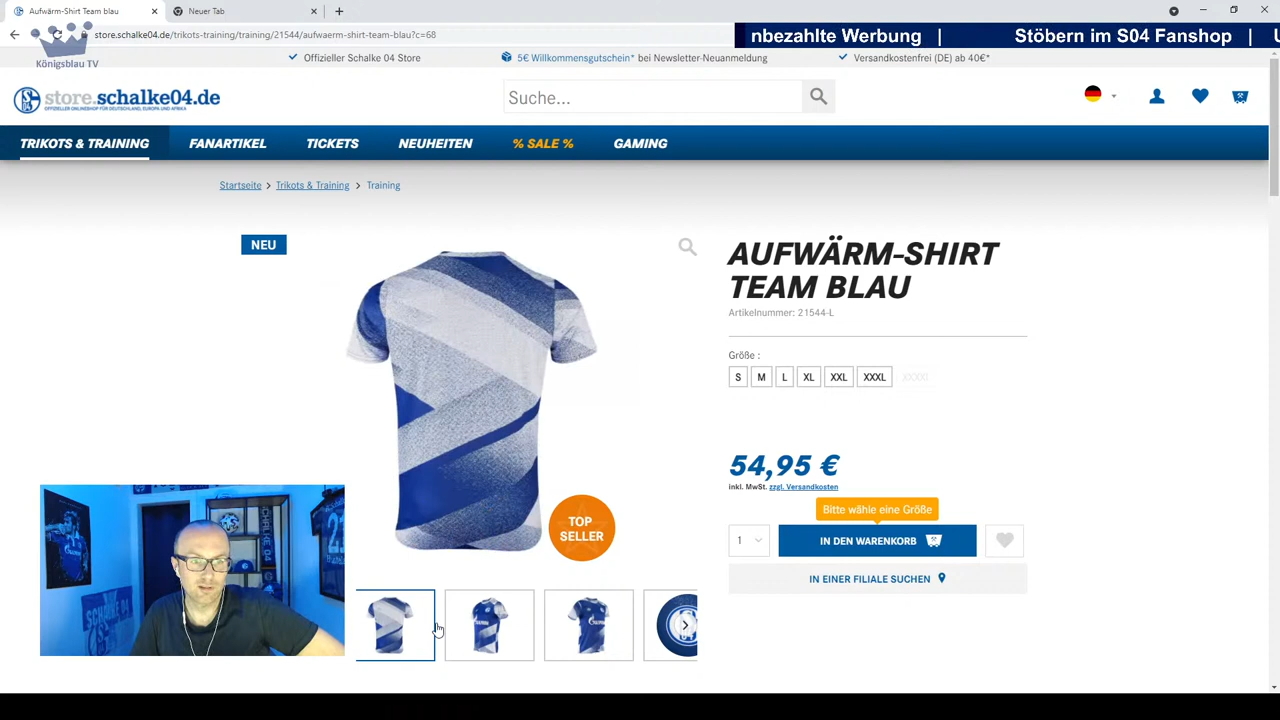 Aufwärm-Shirt Team blau
Neuer Tab
store.schalke04.de/trikots-training/training/21544/aufwaerm-shirt-team-blau?c=68
nbezahlte Werbung | Stöbern im S04 Fanshop | U
Königsblau TV
Offizieller Schalke 04 Store
5€ Willkommensgutschein* bei Newsletter-Neuanmeldung
Versandkostenfrei (DE) ab 40€*
store.schalke04.de
OFFIZIELLER ONLINESHOP FÜR DEUTSCHLAND, EUROPA UND AFRIKA
Suche...
TRIKOTS & TRAINING
FANARTIKEL
TICKETS
NEUHEITEN
% SALE %
GAMING
Startseite > Trikots & Training > Training
NEU
AUFWÄRM-SHIRT
TEAM BLAU
Artikelnummer: 21544-L
Größe :
S M L XL XXL XXXL XXXXL
54,95 €
inkl. MwSt. zzgl. Versandkosten
Bitte wähle eine Größe
1
IN DEN WARENKORB
IN EINER FILIALE SUCHEN
TOP
SELLER